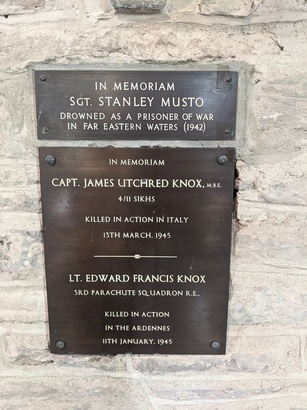 IN MEMORIAM
SGT. STANLEY MUSTO
DROWNED AS A PRISONER OF WAR
IN FAR EASTERN WATERS (1942)
IN MEMORIAM
CAPT. JAMES UTCHRED KNOX, M.B.E.
4/11 SIKHS
KILLED IN ACTION IN ITALY
13TH MARCH, 1945
LT. EDWARD FRANCIS KNOX
3RD PARACHUTE SQUADRON R.E.,
KILLED IN ACTION
IN THE ARDENNES
11TH JANUARY, 1945